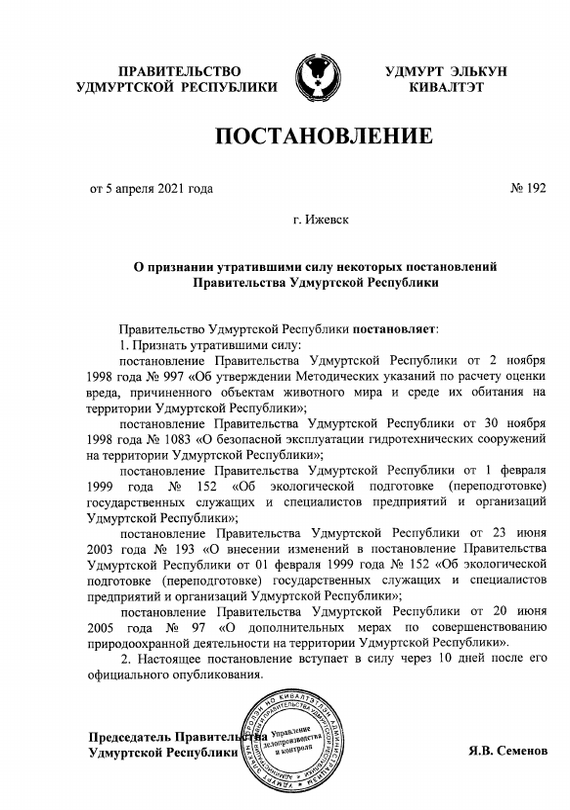 ПРАВИТЕЛЬСТВО
УДМУРТСКОЙ РЕСПУБЛИКИ
УДМУРТ ЭЛЬКУН
КИВАЛТЭТ
ПОСТАНОВЛЕНИЕ
от 5 апреля 2021 года
№ 192
г. Ижевск
О признании утратившими силу некоторых постановлений
Правительства Удмуртской Республики
Правительство Удмуртской Республики постановляет:
1. Признать утратившими силу:
постановление Правительства Удмуртской Республики от 2 ноября
1998 года № 997 «Об утверждении Методических указаний по расчету оценки
вреда, причиненного объектам животного мира и среде их обитания на
территории Удмуртской Республики»;
постановление Правительства Удмуртской Республики от 30 ноября
1998 года № 1083 «О безопасной эксплуатации гидротехнических сооружений
на территории Удмуртской Республики»;
постановление Правительства Удмуртской Республики от 1 февраля
1999 года № 152 «Об экологической подготовке (переподготовке)
государственных служащих и специалистов предприятий и организаций
Удмуртской Республики»;
постановление Правительства Удмуртской Республики от 23 июня
2003 года № 193 «О внесении изменений в постановление Правительства
Удмуртской Республики от 01 февраля 1999 года № 152 «Об экологической
подготовке (переподготовке) государственных служащих и специалистов
предприятий и организаций Удмуртской Республики»;
постановление Правительства Удмуртской Республики от 20 июня
2005 года № 97 «О дополнительных мерах по совершенствованию
природоохранной деятельности на территории Удмуртской Республики».
2. Настоящее постановление вступает в силу через 10 дней после его
официального опубликования.
Председатель Правительства
Удмуртской Республики
Я.В. Семенов
Управление
делопроизводства
и контроля